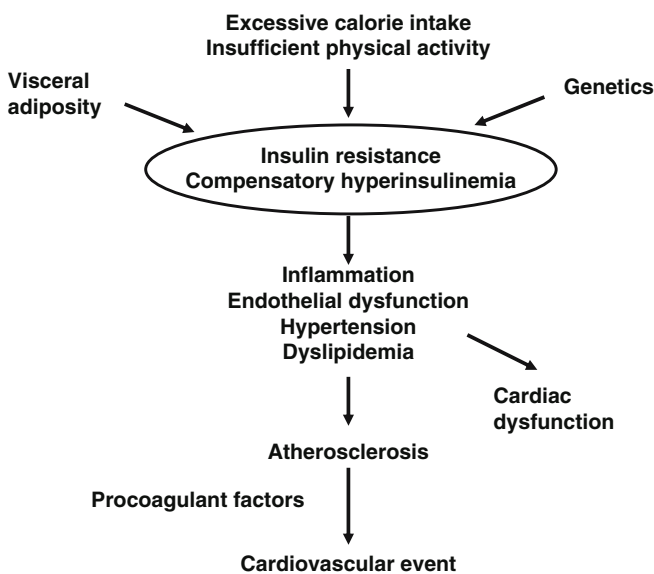 Excessive calorie intake
Insufficient physical activity
Visceral
adiposity
Genetics
Insulin resistance
Compensatory hyperinsulinemia
Inflammation
Endothelial dysfunction
Hypertension
Dyslipidemia
Cardiac
dysfunction
Atherosclerosis
Procoagulant factors
Cardiovascular event